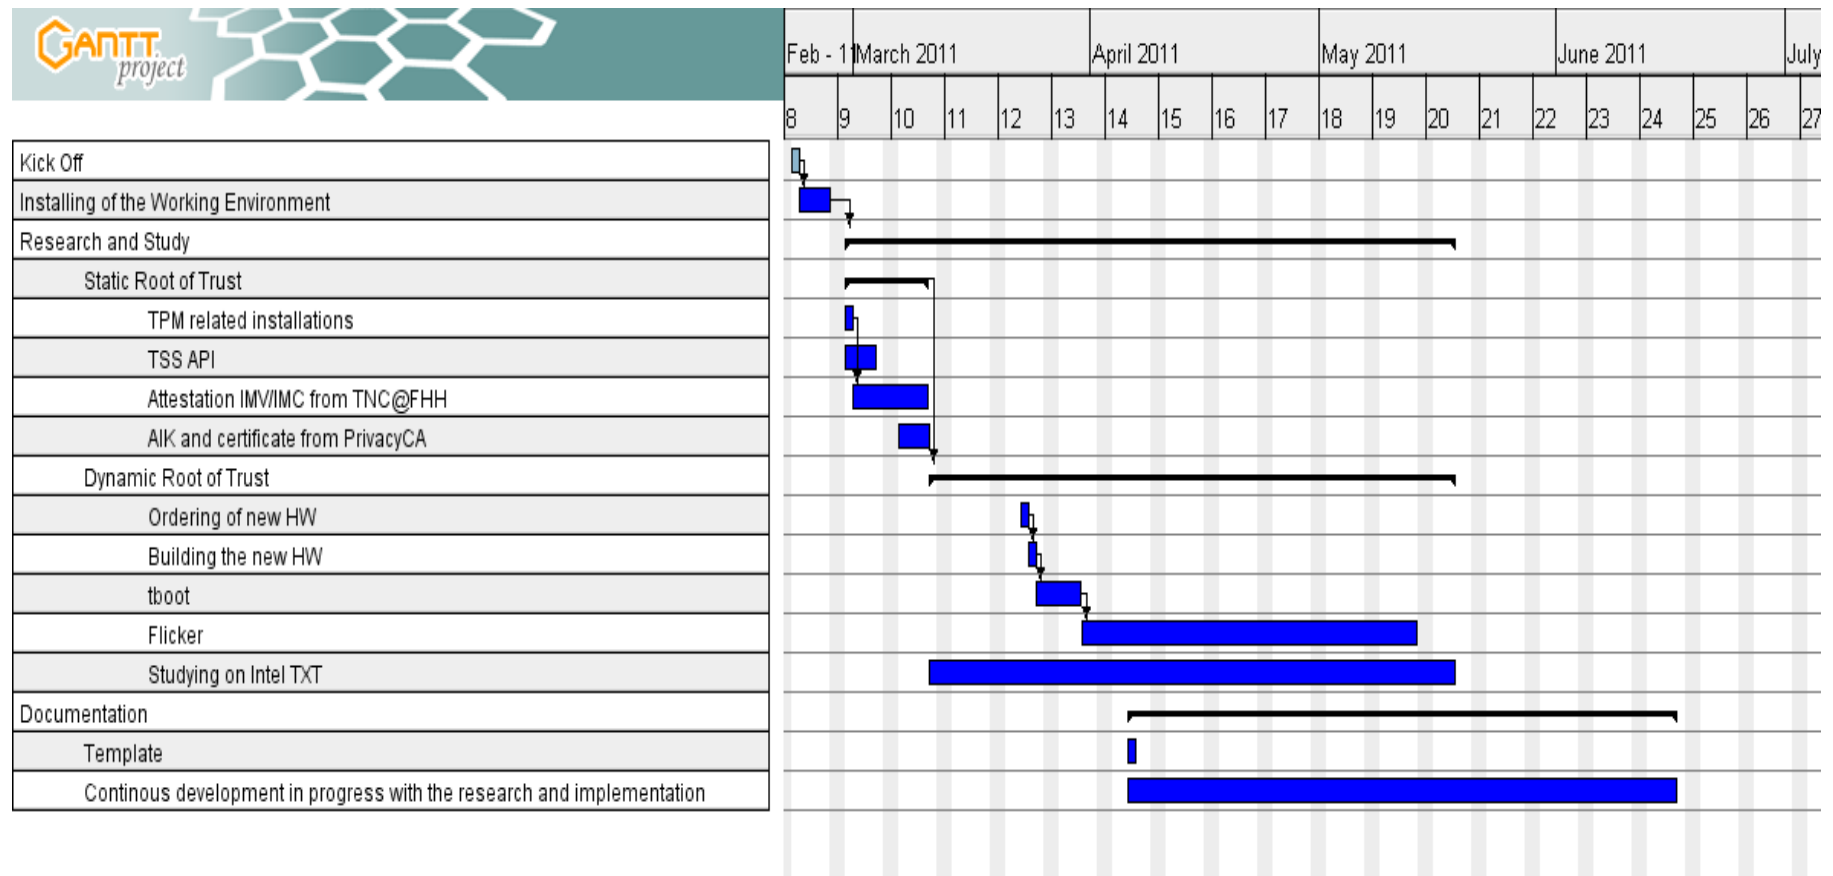 GANTT
project
Feb - 11 March 2011 April 2011 May 2011 June 2011 July
8 9 10 11 12 13 14 15 16 17 18 19 20 21 22 23 24 25 26 27
Kick Off
Installing of the Working Environment
Research and Study
Static Root of Trust
TPM related installations
TSS API
Attestation IMV/IMC from TNC@FHH
AIK and certificate from PrivacyCA
Dynamic Root of Trust
Ordering of new HW
Building the new HW
tboot
Flicker
Studying on Intel TXT
Documentation
Template
Continous development in progress with the research and implementation